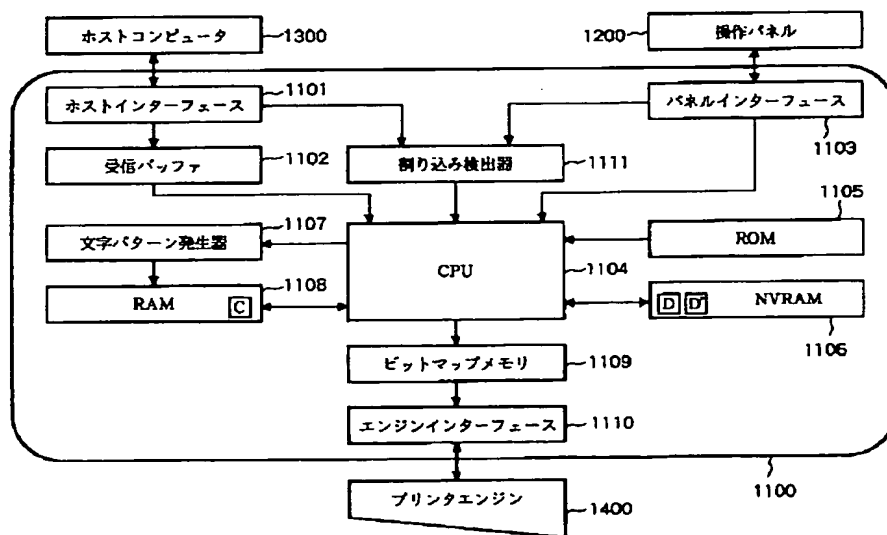 ホストコンピュータ
1300
1200
操作パネル
ホストインターフェース
1101
パネルインターフェース
1103
受信バッファ
1102
割り込み検出器
1111
文字パターン発生器
1107
CPU
1104
ROM
1105
RAM
C
1108
D
D'
NVRAM
1106
ビットマップメモリ
1109
エンジンインターフェース
1110
1100
プリンタエンジン
1400